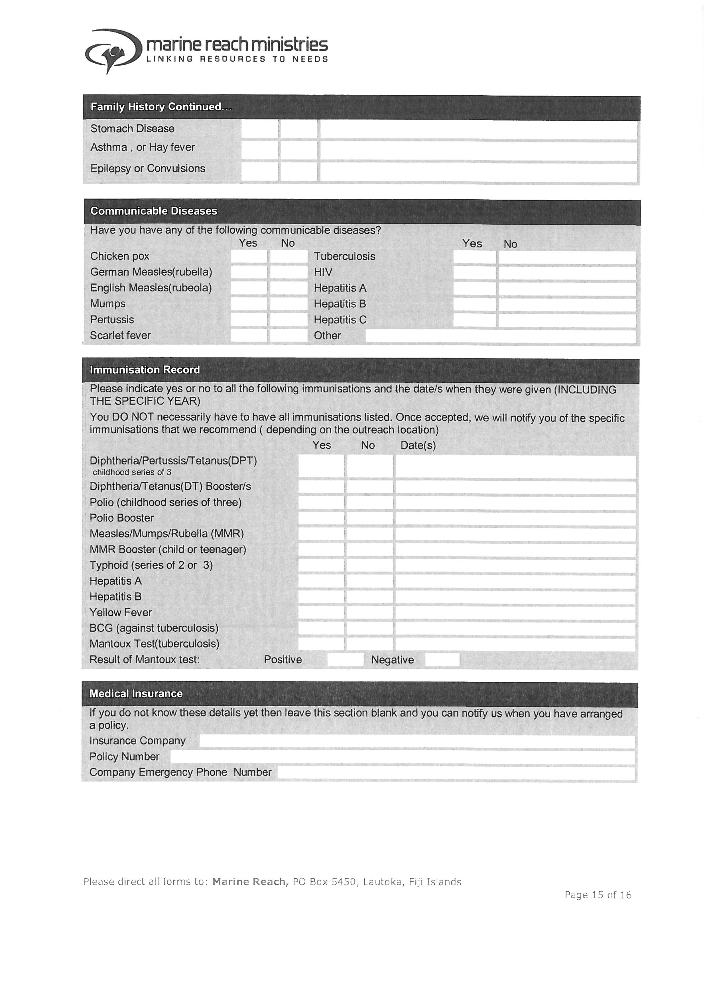 marine reach ministries
LINKING RESOURCES TO NEEDS
Family History Continued...
Stomach Disease
Asthma , or Hay fever
Epilepsy or Convulsions
Communicable Diseases
Have you have any of the following communicable diseases?
Yes No Yes No
Chicken pox Tuberculosis
German Measles(rubella) HIV
English Measles(rubeola) Hepatitis A
Mumps Hepatitis B
Pertussis Hepatitis C
Scarlet fever Other
Immunisation Record
Please indicate yes or no to all the following immunisations and the date/s when they were given (INCLUDING
THE SPECIFIC YEAR)
You DO NOT necessarily have to have all immunisations listed. Once accepted, we will notify you of the specific
immunisations that we recommend ( depending on the outreach location)
Yes No Date(s)
Diphtheria/Pertussis/Tetanus(DPT)
childhood series of 3
Diphtheria/Tetanus(DT) Booster/s
Polio (childhood series of three)
Polio Booster
Measles/Mumps/Rubella (MMR)
MMR Booster (child or teenager)
Typhoid (series of 2 or 3)
Hepatitis A
Hepatitis B
Yellow Fever
BCG (against tuberculosis)
Mantoux Test(tuberculosis)
Result of Mantoux test: Positive Negative
Medical Insurance
If you do not know these details yet then leave this section blank and you can notify us when you have arranged
a policy.
Insurance Company
Policy Number
Company Emergency Phone Number
Please direct all forms to: Marine Reach, PO Box 5450, Lautoka, Fiji Islands
Page 15 of 16